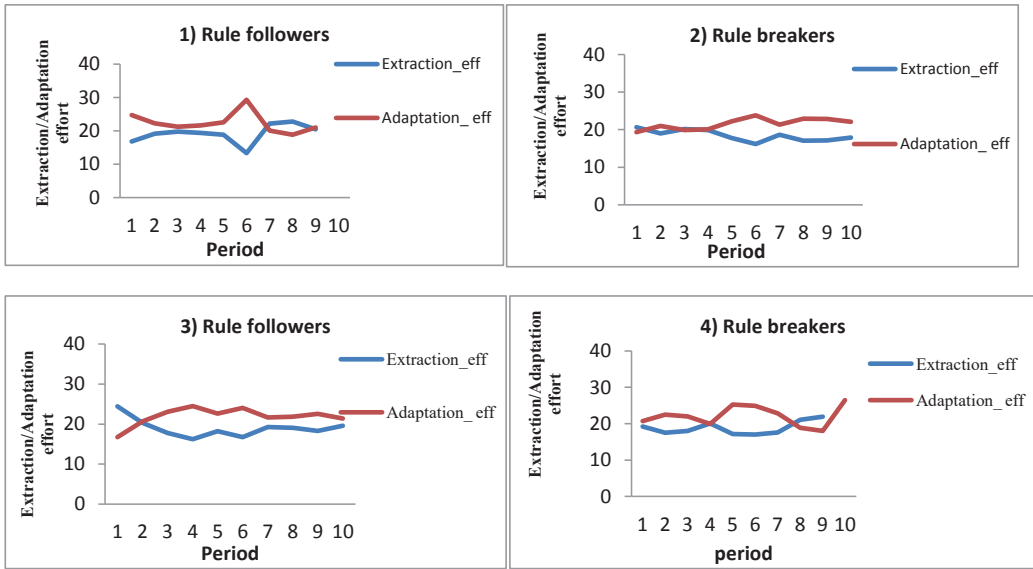 1) Rule followers
Extraction/Adaptation
effort
40
30
20
10
0
1 2 3 4 5 6 7 8 9 10
Period
Extraction_eff
Adaptation_ eff
2) Rule breakers
Extraction/Adaptation
effort
40
30
20
10
0
1 2 3 4 5 6 7 8 9 10
Period
Extraction_eff
Adaptation_ eff
3) Rule followers
Extraction/Adaptation
effort
40
30
20
10
0
1 2 3 4 5 6 7 8 9 10
Period
Extraction_eff
Adaptation_eff
4) Rule breakers
Extraction/Adaptation
effort
40
30
20
10
0
1 2 3 4 5 6 7 8 9 10
period
Extraction_eff
Adaptation_ eff